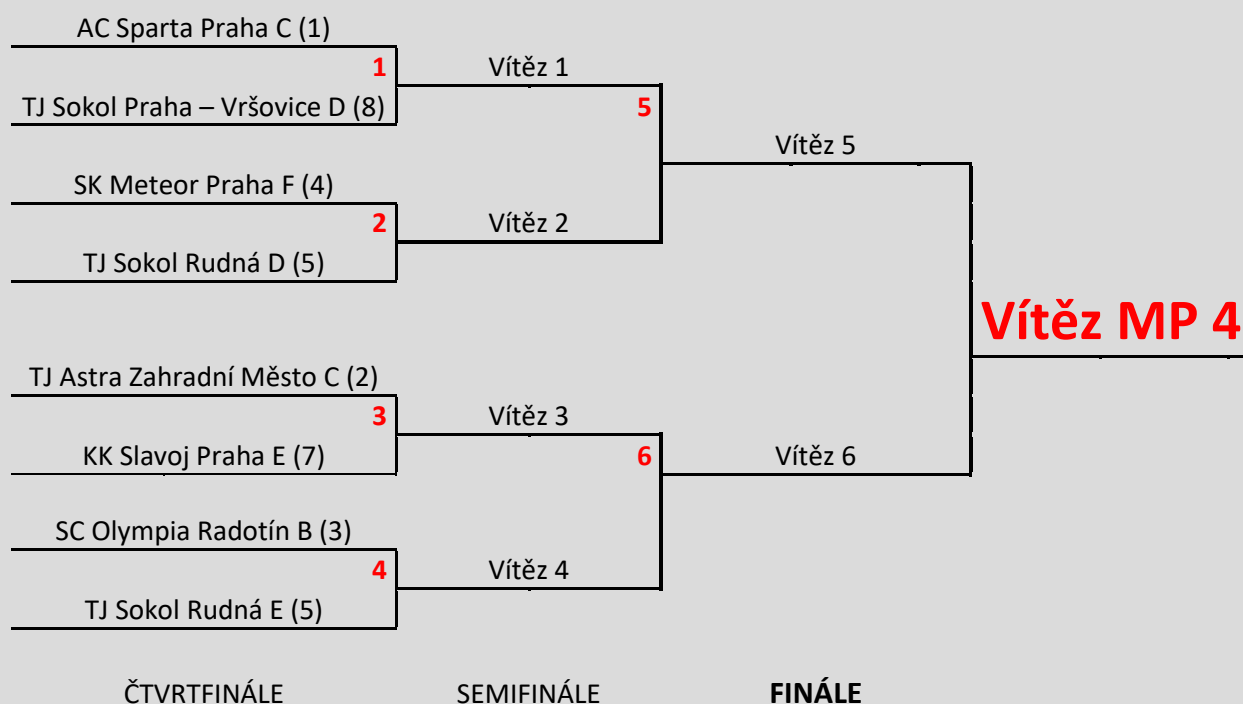 AC Sparta Praha C (1)
1
Vítěz 1
TJ Sokol Praha – Vršovice D (8)
5
Vítěz 5
SK Meteor Praha F (4)
2
Vítěz 2
TJ Sokol Rudná D (5)
Vítěz MP 4
TJ Astra Zahradní Město C (2)
3
Vítěz 3
KK Slavoj Praha E (7)
6
Vítěz 6
SC Olympia Radotín B (3)
4
Vítěz 4
TJ Sokol Rudná E (5)
ČTVRTFINÁLE
SEMIFINÁLE
FINÁLE